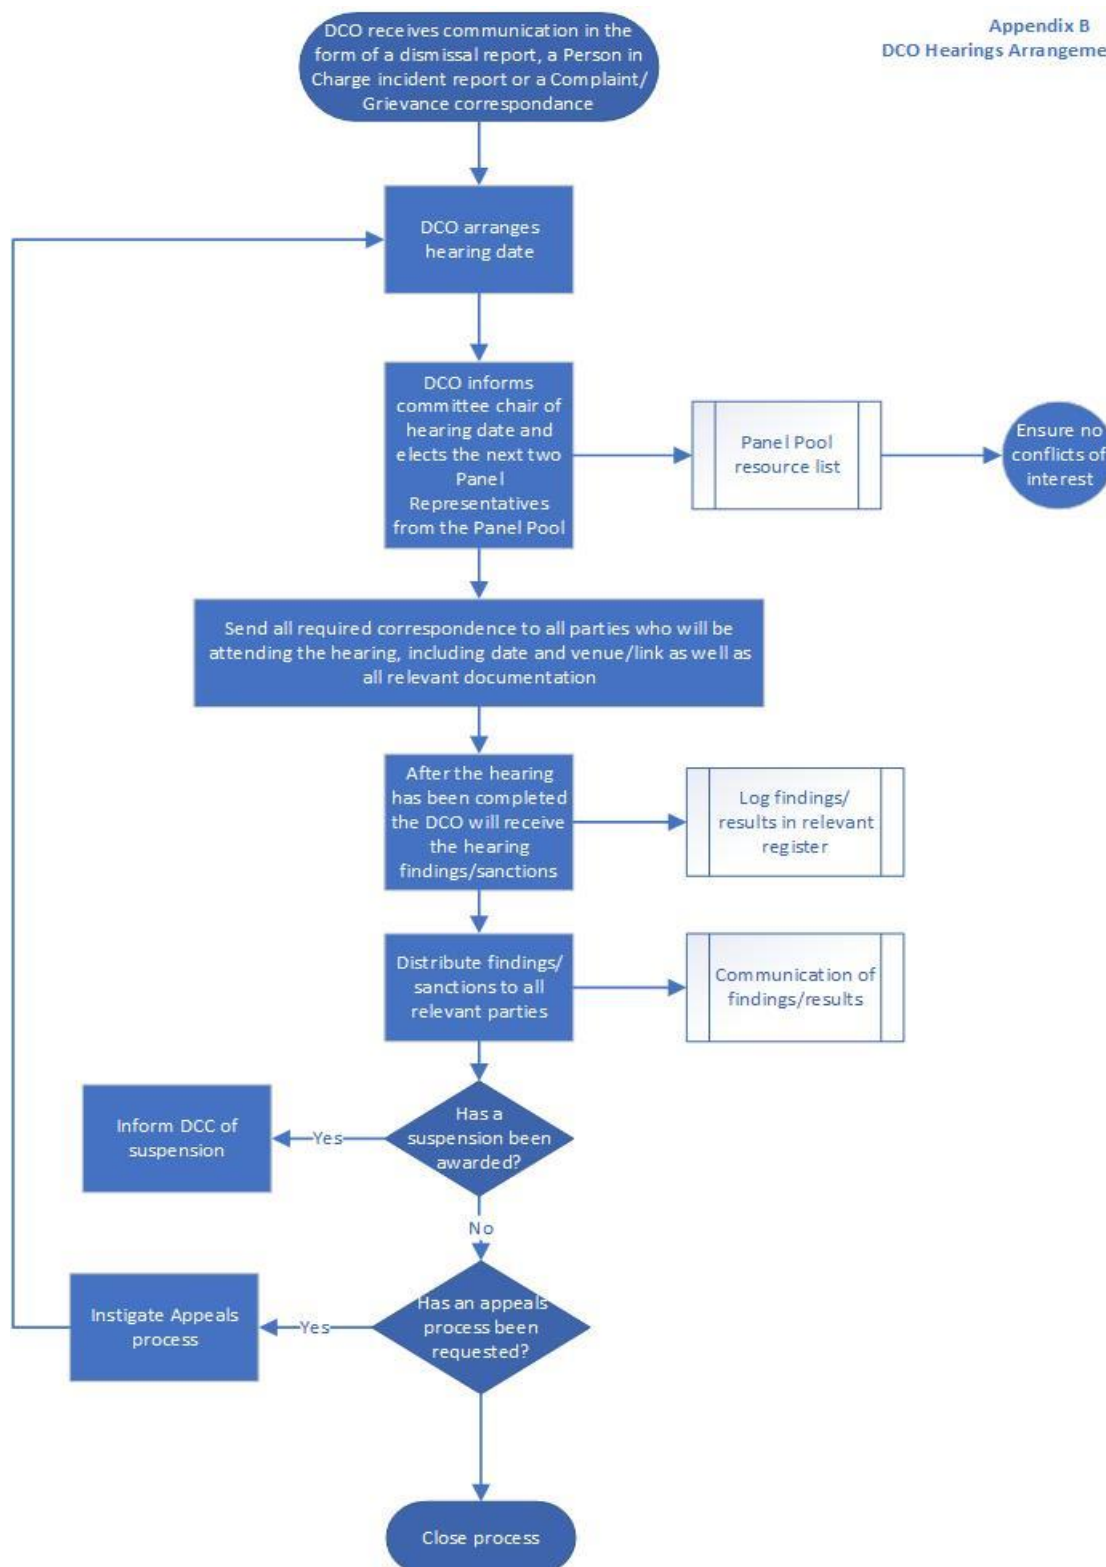 Appendix B
DCO Hearings Arrangeme
DCO receives communication in the
form of a dismissal report, a Person in
Charge incident report or a Complaint/
Grievance correspondance
DCO arranges
hearing date
DCO informs
committee chair of
hearing date and
elects the next two
Panel
Representatives
from the Panel Pool
Panel Pool
resource list
Ensure no
conflicts of
interest
Send all required correspondence to all parties who will be
attending the hearing, including date and venue/link as well as
all relevant documentation
After the hearing
has been completed
the DCO will receive
the hearing
findings/sanctions
Log findings/
results in relevant
register
Distribute findings/
sanctions to all
relevant parties
Communication of
findings/results
Has a
suspension been
awarded?
Yes
Inform DCC of
suspension
No
Has an appeals
process been
requested?
Yes
Instigate Appeals
process
Close process